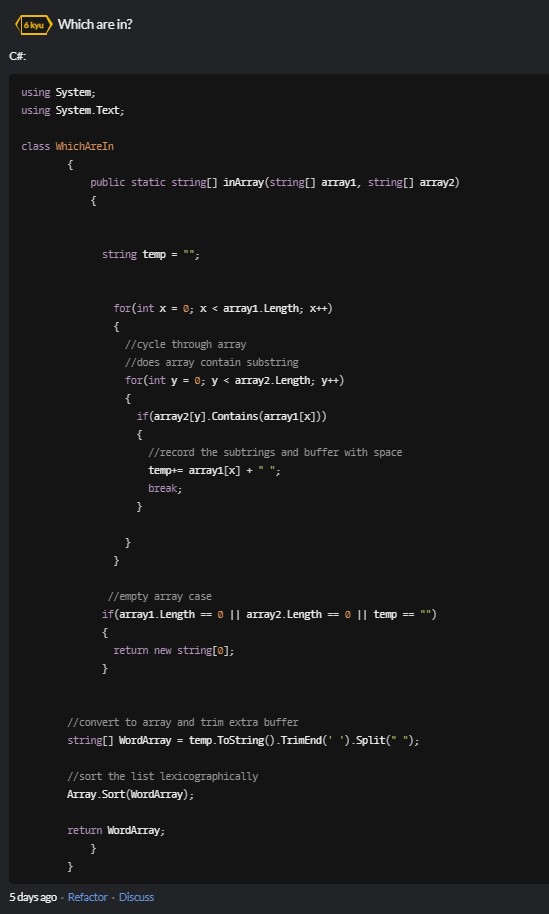 6 kyu Which are in?
C#:
using System;
using System.Text;
class WhichAreIn
{
public static string[] inArray(string[] array1, string[] array2)
{
string temp = "";
for(int x = 0; x < array1.Length; x++)
{
//cycle through array
//does array contain substring
for(int y = 0; y < array2.Length; y++)
{
if(array2[y].Contains(array1[x]))
{
//record the subtrings and buffer with space
temp+= array1[x] + " ";
break;
}
}
}
//empty array case
if(array1.Length == 0 || array2.Length == 0 || temp == "")
{
return new string[0];
}
//convert to array and trim extra buffer
string[] WordArray = temp.ToString().TrimEnd(' ').Split(" ");
//sort the list lexicographically
Array.Sort(WordArray);
return WordArray;
}
}
5 days ago · Refactor · Discuss